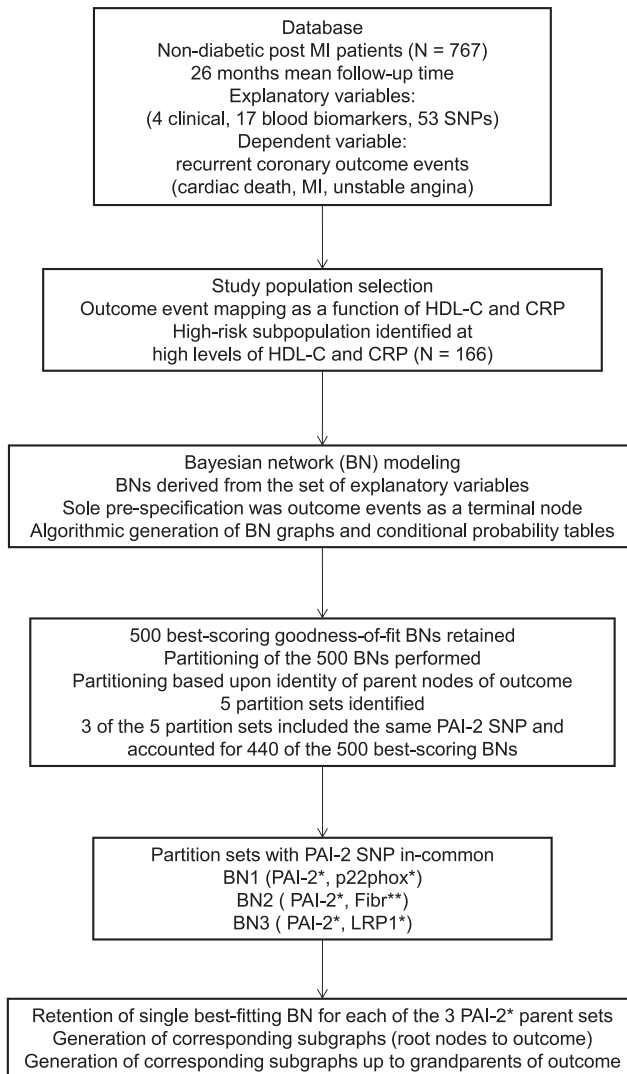 Database
Non-diabetic post MI patients (N = 767)
26 months mean follow-up time
Explanatory variables:
(4 clinical, 17 blood biomarkers, 53 SNPs)
Dependent variable:
recurrent coronary outcome events
(cardiac death, MI, unstable angina)
Study population selection
Outcome event mapping as a function of HDL-C and CRP
High-risk subpopulation identified at
high levels of HDL-C and CRP (N = 166)
Bayesian network (BN) modeling
BNs derived from the set of explanatory variables
Sole pre-specification was outcome events as a terminal node
Algorithmic generation of BN graphs and conditional probability tables
500 best-scoring goodness-of-fit BNs retained
Partitioning of the 500 BNs performed
Partitioning based upon identity of parent nodes of outcome
5 partition sets identified
3 of the 5 partition sets included the same PAI-2 SNP and
accounted for 440 of the 500 best-scoring BNs
Partition sets with PAI-2 SNP in-common
BN1 (PAI-2*, p22phox*)
BN2 ( PAI-2*, Fibr**)
BN3 ( PAI-2*, LRP1*)
Retention of single best-fitting BN for each of the 3 PAI-2* parent sets
Generation of corresponding subgraphs (root nodes to outcome)
Generation of corresponding subgraphs up to grandparents of outcome